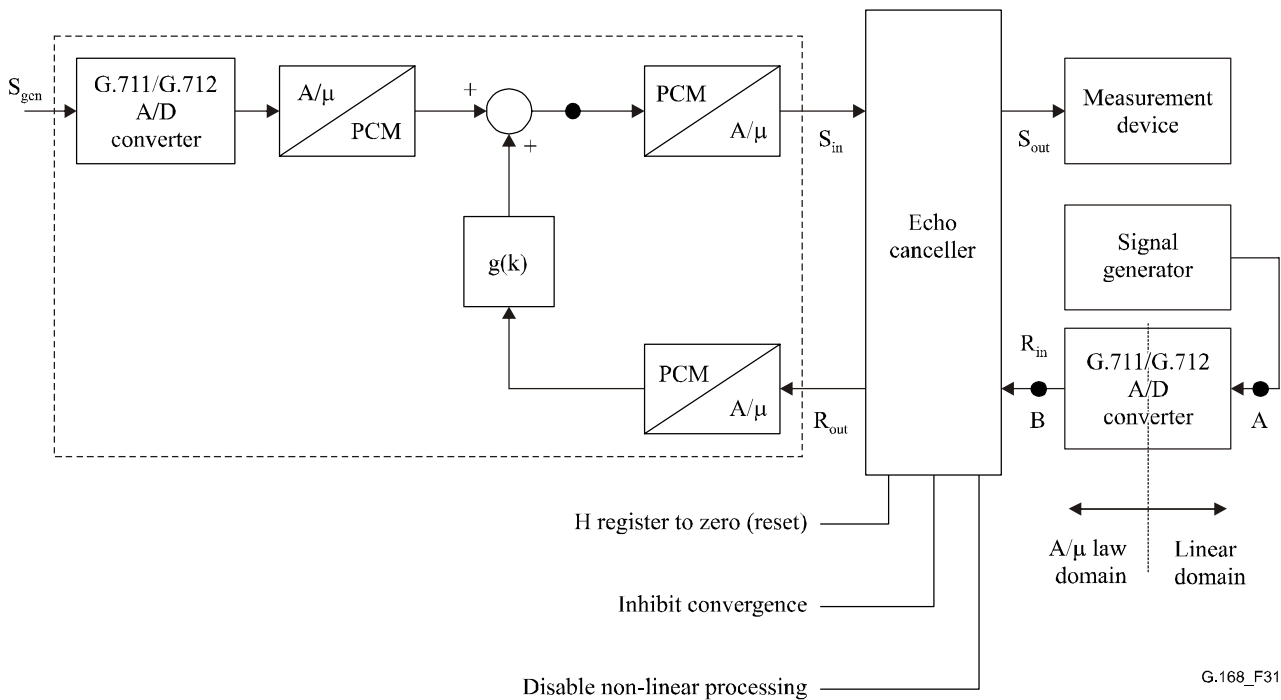 S_gen
G.711/G.712
A/D
converter
A/μ
PCM
+
+
PCM
A/μ
S_in
S_out
Measurement
device
g(k)
Echo
canceller
Signal
generator
PCM
A/μ
R_out
R_in
B
G.711/G.712
A/D
converter
A
H register to zero (reset)
A/μ law
domain
Linear
domain
Inhibit convergence
Disable non-linear processing
G.168_F31